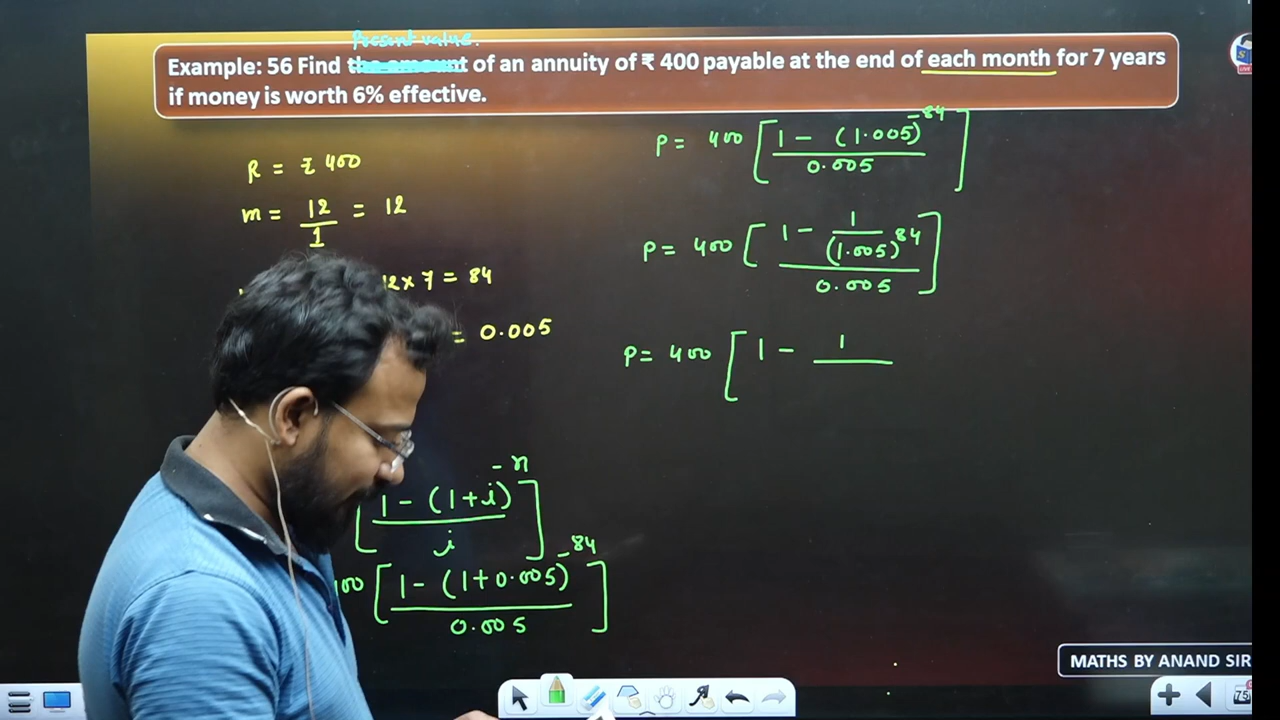 Present value.
Example: 56 Find the amount of an annuity of ₹ 400 payable at the end of each month for 7 years
if money is worth 6% effective.
R = ₹ 400
m = 12/1 = 12
12 × 7 = 84
= 0.005
[1 - (1+i)^-n / i]
00 [1 - (1+0.005)^-84 / 0.005]
P = 400 [1 - (1.005)^-84 / 0.005]
P = 400 [1 - 1/(1.005)^84 / 0.005]
P = 400 [1 - 1/
MATHS BY ANAND SIR
75